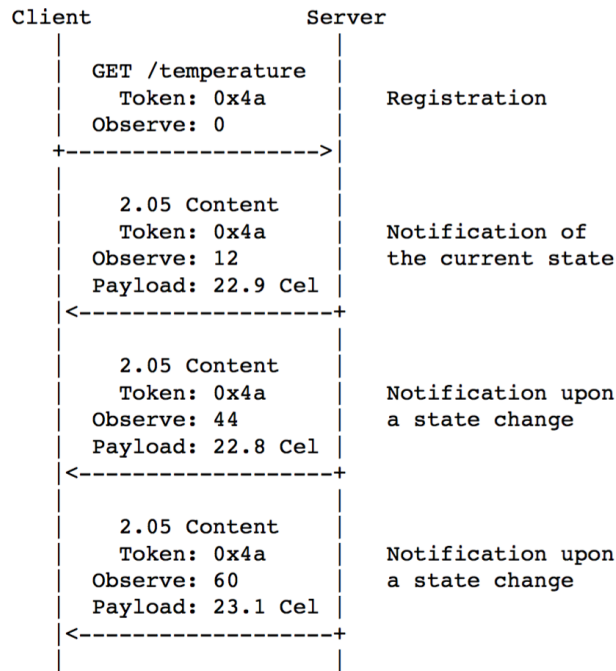 Client Server
GET /temperature
Token: 0x4a Registration
Observe: 0
+------------------->|
2.05 Content
Token: 0x4a Notification of
Observe: 12 the current state
Payload: 22.9 Cel
|<-------------------+
2.05 Content
Token: 0x4a Notification upon
Observe: 44 a state change
Payload: 22.8 Cel
|<-------------------+
2.05 Content
Token: 0x4a Notification upon
Observe: 60 a state change
Payload: 23.1 Cel
|<-------------------+